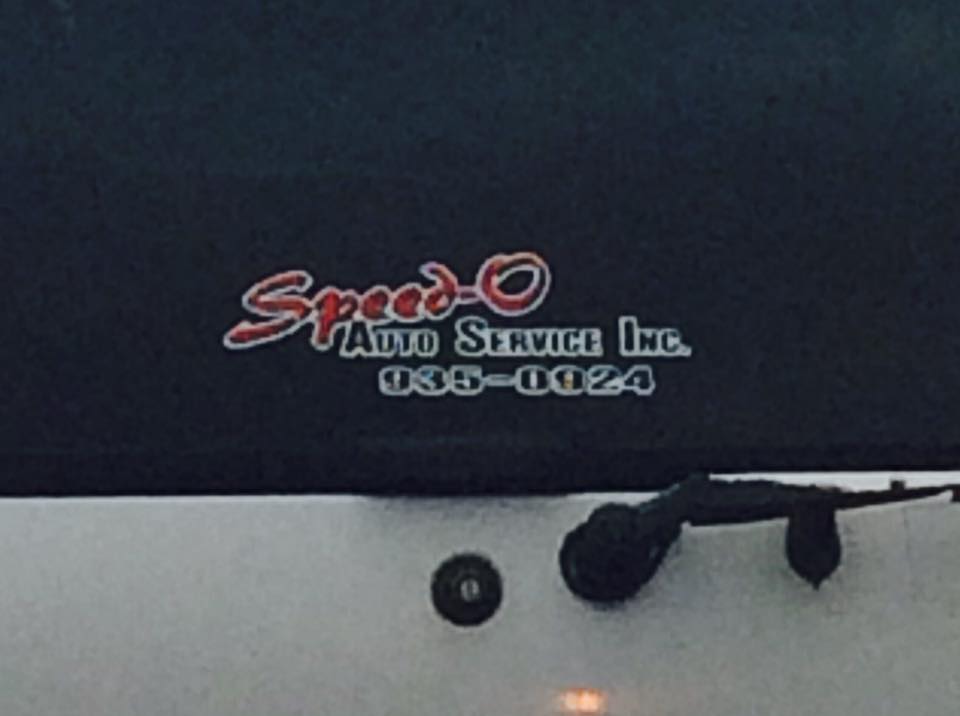 Speed-O
AUTO SERVICE INC.
935-0924